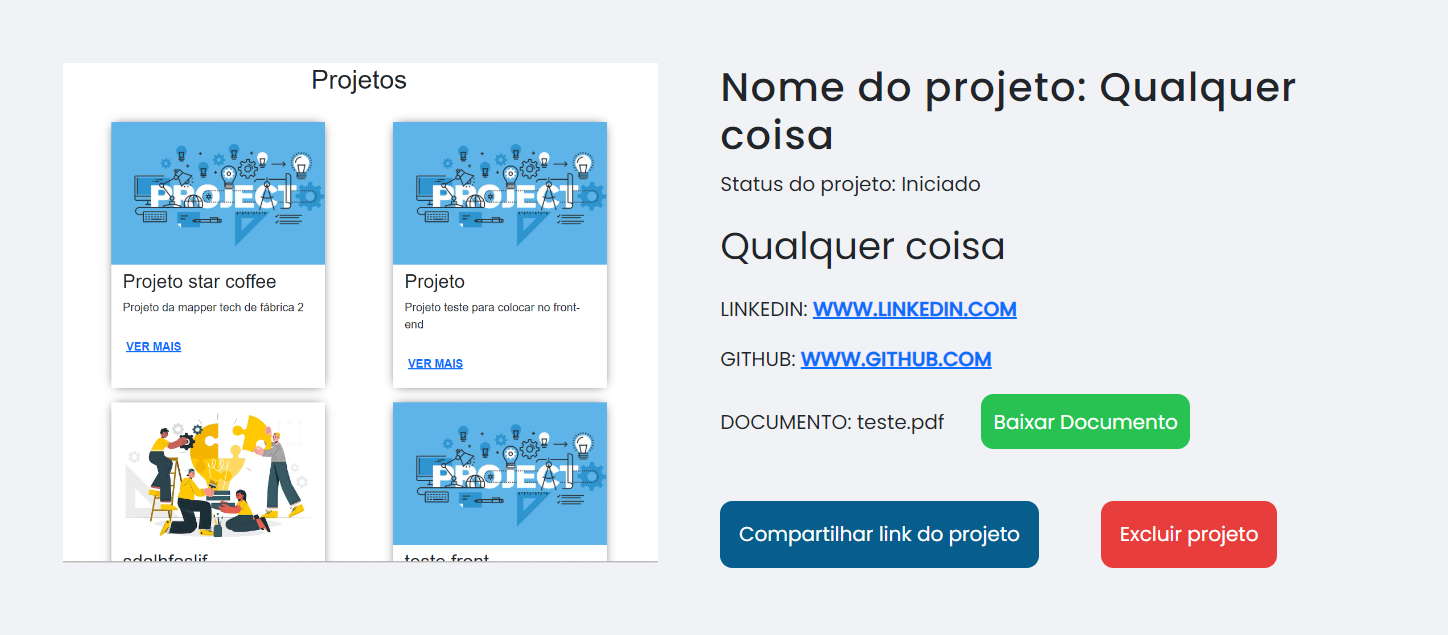 Projetos
PROJECT
PROJECT
Projeto star coffee
Projeto da mapper tech de fábrica 2
VER MAIS
Projeto
Projeto teste para colocar no front-
end
VER MAIS
PROJECT
teste front
Nome do projeto: Qualquer
coisa
Status do projeto: Iniciado
Qualquer coisa
LINKEDIN: WWW.LINKEDIN.COM
GITHUB: WWW.GITHUB.COM
DOCUMENTO: teste.pdf
Baixar Documento
Compartilhar link do projeto
Excluir projeto